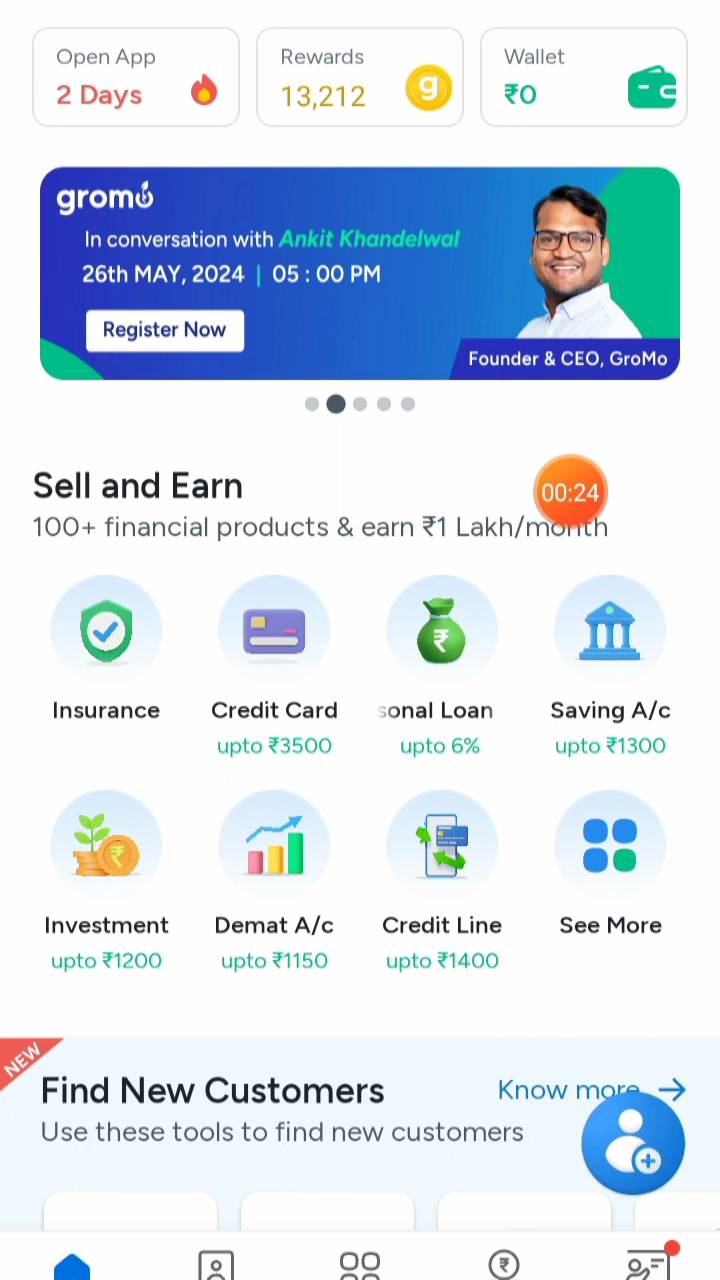 Open App
2 Days
Rewards
13,212
g
Wallet
₹0
gromo
In conversation with Ankit Khandelwal
26th MAY, 2024 | 05 : 00 PM
Register Now
Founder & CEO, GroMo
Sell and Earn
00:24
100+ financial products & earn ₹1 Lakh/month
Insurance
Credit Card
upto ₹3500
sonal Loan
upto 6%
Saving A/c
upto ₹1300
Investment
upto ₹1200
Demat A/c
upto ₹1150
Credit Line
upto ₹1400
See More
NEW
Find New Customers
Know more
Use these tools to find new customers